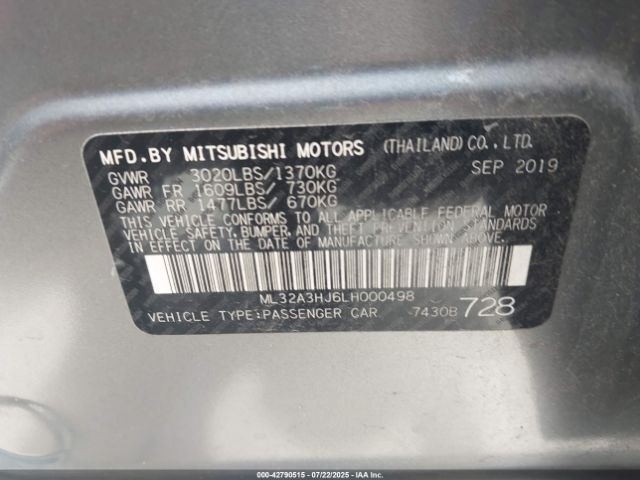 MFD.BY MITSUBISHI MOTORS (THAILAND) CO., LTD.
GVWR 3020LBS/1370KG SEP 2019
GAWR FR 1609LBS/ 730KG
GAWR RR 1477LBS/ 670KG
THIS VEHICLE CONFORMS TO ALL APPLICABLE FEDERAL MOTOR
VEHICLE SAFETY, BUMPER, AND THEFT PREVENTION STANDARDS
IN EFFECT ON THE DATE OF MANUFACTURE SHOWN ABOVE.
ML32A3HJ6LH000498
VEHICLE TYPE:PASSENGER CAR 7430B 728
000-42790515 - 07/22/2025 - IAAI.COM